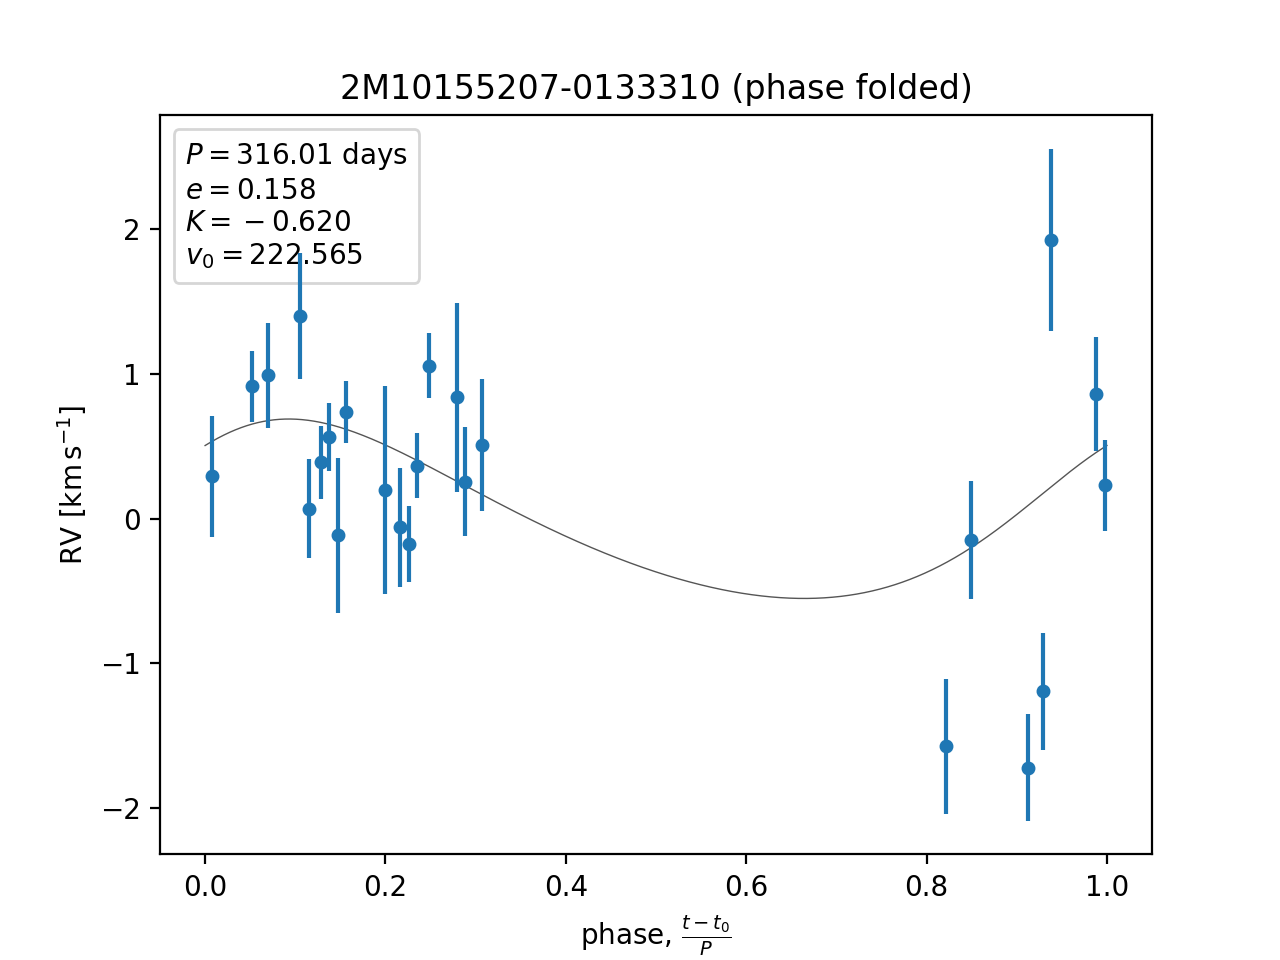 2M10155207-0133310 (phase folded)
P = 316.01 days
e = 0.158
K = −0.620
v₀ = 222.565
RV [km s⁻¹]
2
1
0
−1
−2
0.0 0.2 0.4 0.6 0.8 1.0
phase, (t − t₀)/P